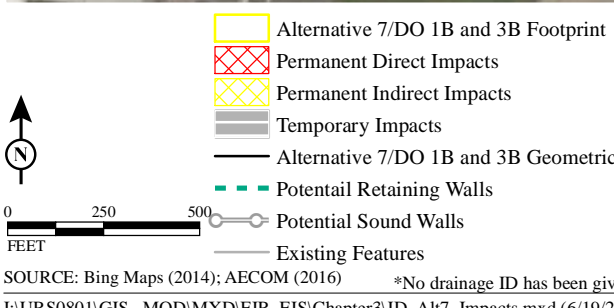 Alternative 7/DO 1B and 3B Footprint
Permanent Direct Impacts
Permanent Indirect Impacts
Temporary Impacts
Alternative 7/DO 1B and 3B Geometric
Potentail Retaining Walls
Potential Sound Walls
Existing Features
N
0 250 500
FEET
SOURCE: Bing Maps (2014); AECOM (2016) *No drainage ID has been giv